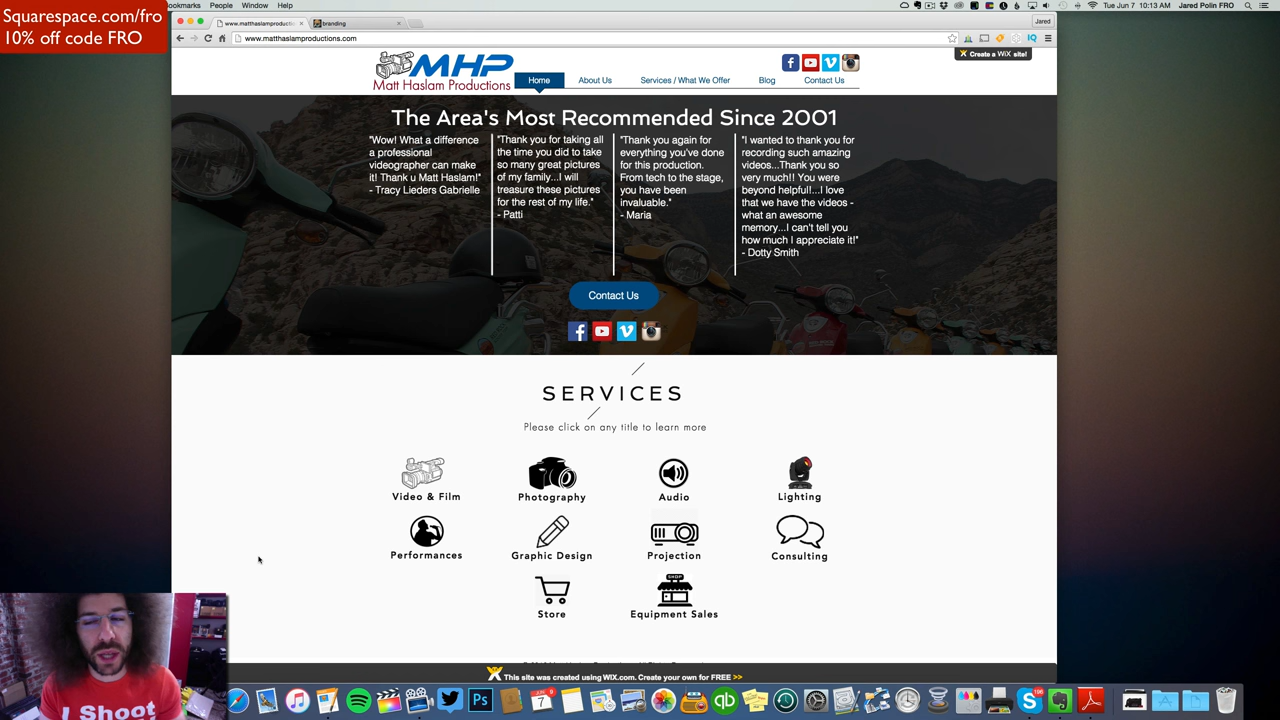 Squarespace.com/fro
10% off code FRO
ookmarks People Window Help
Tue Jun 7 10:13 AM Jared Polin FRO
www.matthaslamproducti
branding
Jared
www.matthaslamproductions.com
Create a WiX site!
MHP
Matt Haslam Productions
Home About Us Services / What We Offer Blog Contact Us
The Area's Most Recommended Since 2001
"Wow! What a difference
a professional
videographer can make
it! Thank u Matt Haslam!"
- Tracy Lieders Gabrielle
"Thank you for taking all
the time you did to take
so many great pictures
of my family...I will
treasure these pictures
for the rest of my life."
- Patti
"Thank you again for
everything you've done
for this production.
From tech to the stage,
you have been
invaluable."
- Maria
"I wanted to thank you for
recording such amazing
videos...Thank you so
very much!! You were
beyond helpful!...I love
that we have the videos -
what an awesome
memory...I can't tell you
how much I appreciate it!"
- Dotty Smith
Contact Us
SERVICES
Please click on any title to learn more
Video & Film Photography Audio Lighting
Performances Graphic Design Projection Consulting
SHOP
Store Equipment Sales
This site was created using WIX.com. Create your own for FREE >>
I Shoot